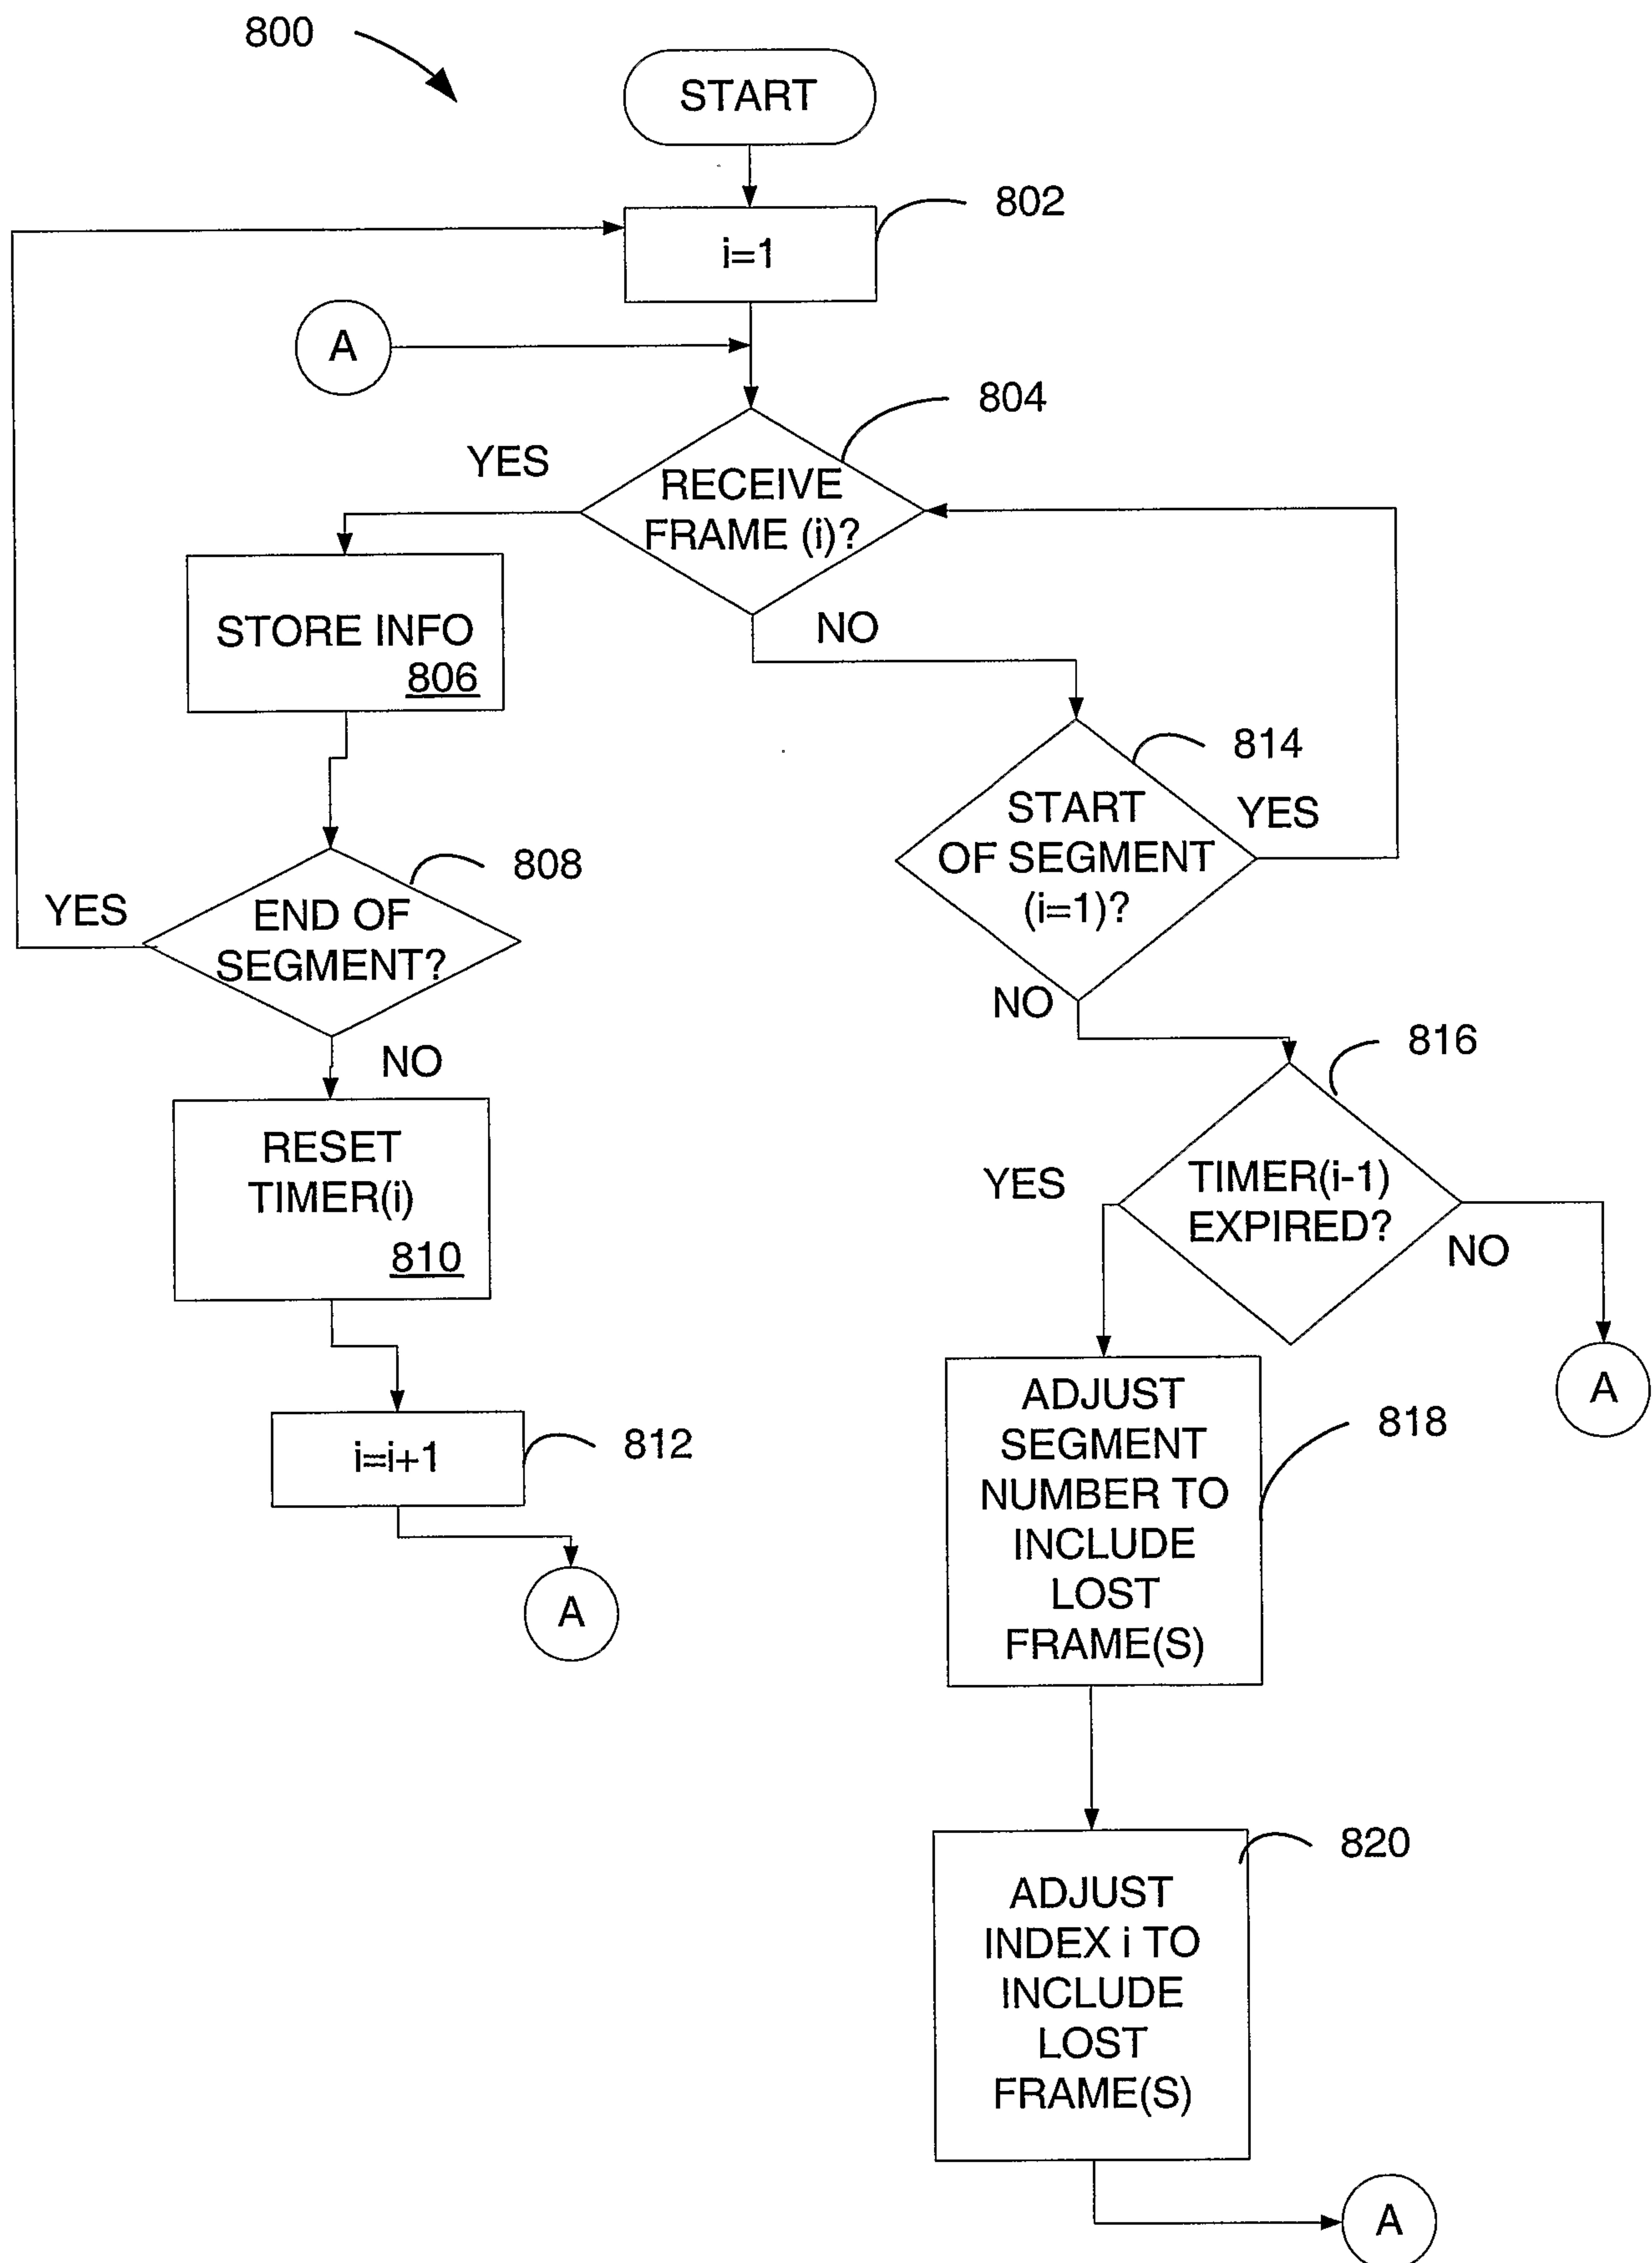 800
START
802
i=1
A
804
YES
RECEIVE
FRAME (i)?
NO
STORE INFO
806
814
START
OF SEGMENT
(i=1)?
YES
808
YES
END OF
SEGMENT?
NO
NO
816
RESET
TIMER(i)
810
YES
TIMER(i-1)
EXPIRED?
NO
A
ADJUST
SEGMENT
NUMBER TO
INCLUDE
LOST
FRAME(S)
818
i=i+1
812
A
820
ADJUST
INDEX i TO
INCLUDE
LOST
FRAME(S)
A